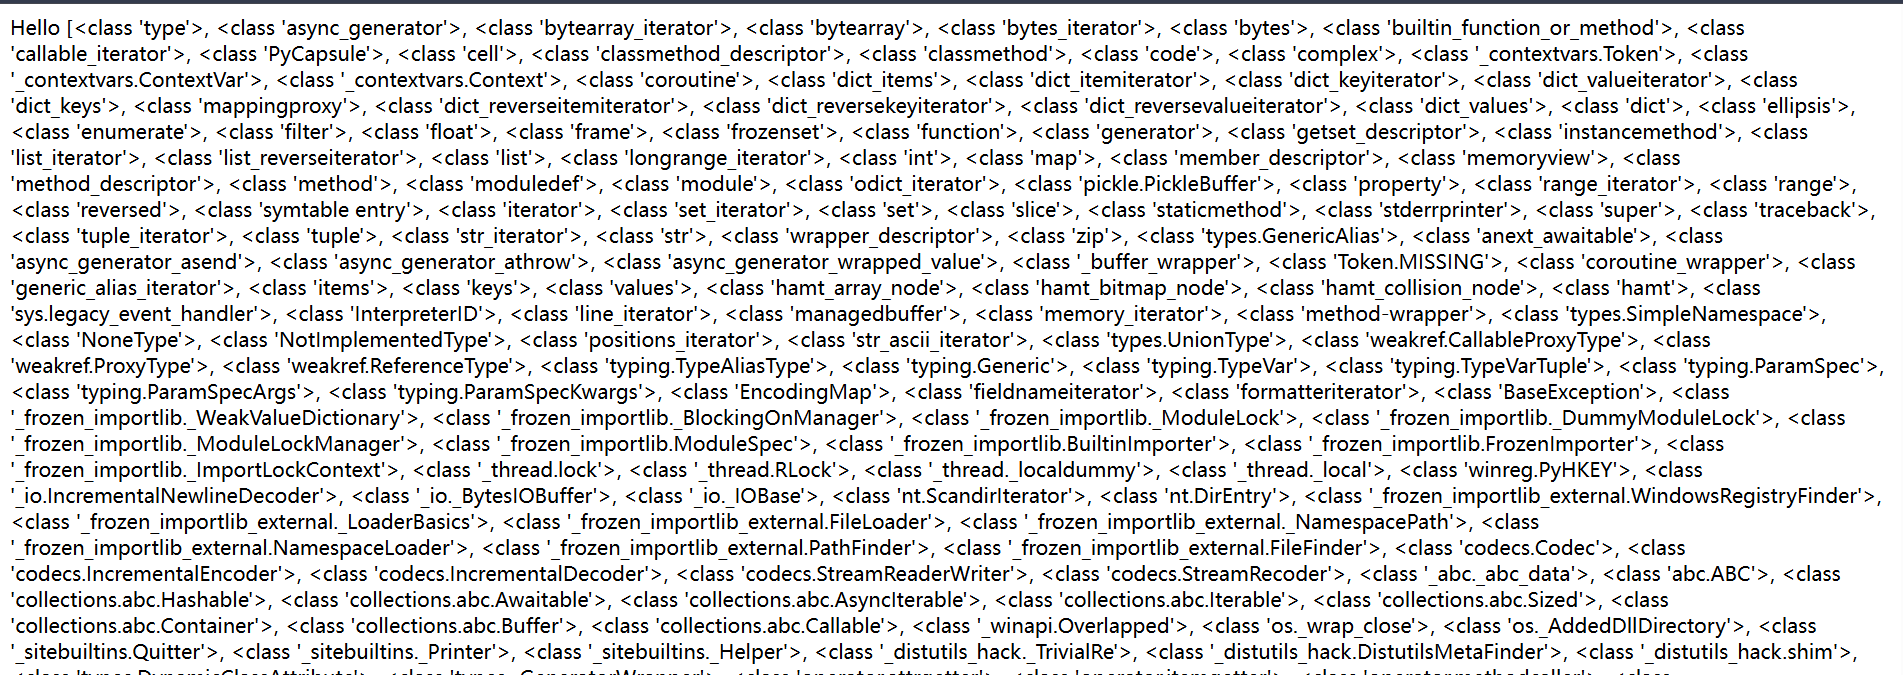 Hello [<class 'type'>, <class 'async_generator'>, <class 'bytearray_iterator'>, <class 'bytearray'>, <class 'bytes_iterator'>, <class 'bytes'>, <class 'builtin_function_or_method'>, <class
'callable_iterator'>, <class 'PyCapsule'>, <class 'cell'>, <class 'classmethod_descriptor'>, <class 'classmethod'>, <class 'code'>, <class 'complex'>, <class '_contextvars.Token'>, <class
'_contextvars.ContextVar'>, <class '_contextvars.Context'>, <class 'coroutine'>, <class 'dict_items'>, <class 'dict_itemiterator'>, <class 'dict_keyiterator'>, <class 'dict_valueiterator'>, <class
'dict_keys'>, <class 'mappingproxy'>, <class 'dict_reverseitemiterator'>, <class 'dict_reversekeyiterator'>, <class 'dict_reversevalueiterator'>, <class 'dict_values'>, <class 'dict'>, <class 'ellipsis'>,
<class 'enumerate'>, <class 'filter'>, <class 'float'>, <class 'frame'>, <class 'frozenset'>, <class 'function'>, <class 'generator'>, <class 'getset_descriptor'>, <class 'instancemethod'>, <class
'list_iterator'>, <class 'list_reverseiterator'>, <class 'list'>, <class 'longrange_iterator'>, <class 'int'>, <class 'map'>, <class 'member_descriptor'>, <class 'memoryview'>, <class
'method_descriptor'>, <class 'method'>, <class 'moduledef'>, <class 'module'>, <class 'odict_iterator'>, <class 'pickle.PickleBuffer'>, <class 'property'>, <class 'range_iterator'>, <class 'range'>,
<class 'reversed'>, <class 'symtable entry'>, <class 'iterator'>, <class 'set_iterator'>, <class 'set'>, <class 'slice'>, <class 'staticmethod'>, <class 'stderrprinter'>, <class 'super'>, <class 'traceback'>,
<class 'tuple_iterator'>, <class 'tuple'>, <class 'str_iterator'>, <class 'str'>, <class 'wrapper_descriptor'>, <class 'zip'>, <class 'types.GenericAlias'>, <class 'anext_awaitable'>, <class
'async_generator_asend'>, <class 'async_generator_athrow'>, <class 'async_generator_wrapped_value'>, <class '_buffer_wrapper'>, <class 'Token.MISSING'>, <class 'coroutine_wrapper'>, <class
'generic_alias_iterator'>, <class 'items'>, <class 'keys'>, <class 'values'>, <class 'hamt_array_node'>, <class 'hamt_bitmap_node'>, <class 'hamt_collision_node'>, <class 'hamt'>, <class
'sys.legacy_event_handler'>, <class 'InterpreterID'>, <class 'line_iterator'>, <class 'managedbuffer'>, <class 'memory_iterator'>, <class 'method-wrapper'>, <class 'types.SimpleNamespace'>,
<class 'NoneType'>, <class 'NotImplementedType'>, <class 'positions_iterator'>, <class 'str_ascii_iterator'>, <class 'types.UnionType'>, <class 'weakref.CallableProxyType'>, <class
'weakref.ProxyType'>, <class 'weakref.ReferenceType'>, <class 'typing.TypeAliasType'>, <class 'typing.Generic'>, <class 'typing.TypeVar'>, <class 'typing.TypeVarTuple'>, <class 'typing.ParamSpec'>,
<class 'typing.ParamSpecArgs'>, <class 'typing.ParamSpecKwargs'>, <class 'EncodingMap'>, <class 'fieldnameiterator'>, <class 'formatteriterator'>, <class 'BaseException'>, <class
'_frozen_importlib._WeakValueDictionary'>, <class '_frozen_importlib._BlockingOnManager'>, <class '_frozen_importlib._ModuleLock'>, <class '_frozen_importlib._DummyModuleLock'>, <class
'_frozen_importlib._ModuleLockManager'>, <class '_frozen_importlib.ModuleSpec'>, <class '_frozen_importlib.BuiltinImporter'>, <class '_frozen_importlib.FrozenImporter'>, <class
'_frozen_importlib._ImportLockContext'>, <class '_thread.lock'>, <class '_thread.RLock'>, <class '_thread._localdummy'>, <class '_thread._local'>, <class 'winreg.PyHKEY'>, <class
'_io.IncrementalNewlineDecoder'>, <class '_io._BytesIOBuffer'>, <class '_io._IOBase'>, <class 'nt.ScandirIterator'>, <class 'nt.DirEntry'>, <class '_frozen_importlib_external.WindowsRegistryFinder'>,
<class '_frozen_importlib_external._LoaderBasics'>, <class '_frozen_importlib_external.FileLoader'>, <class '_frozen_importlib_external._NamespacePath'>, <class
'_frozen_importlib_external.NamespaceLoader'>, <class '_frozen_importlib_external.PathFinder'>, <class '_frozen_importlib_external.FileFinder'>, <class 'codecs.Codec'>, <class
'codecs.IncrementalEncoder'>, <class 'codecs.IncrementalDecoder'>, <class 'codecs.StreamReaderWriter'>, <class 'codecs.StreamRecoder'>, <class '_abc._abc_data'>, <class 'abc.ABC'>, <class
'collections.abc.Hashable'>, <class 'collections.abc.Awaitable'>, <class 'collections.abc.AsyncIterable'>, <class 'collections.abc.Iterable'>, <class 'collections.abc.Sized'>, <class
'collections.abc.Container'>, <class 'collections.abc.Buffer'>, <class 'collections.abc.Callable'>, <class '_winapi.Overlapped'>, <class 'os._wrap_close'>, <class 'os._AddedDllDirectory'>, <class
'_sitebuiltins.Quitter'>, <class '_sitebuiltins._Printer'>, <class '_sitebuiltins._Helper'>, <class '_distutils_hack._TrivialRe'>, <class '_distutils_hack.DistutilsMetaFinder'>, <class '_distutils_hack.shim'>,